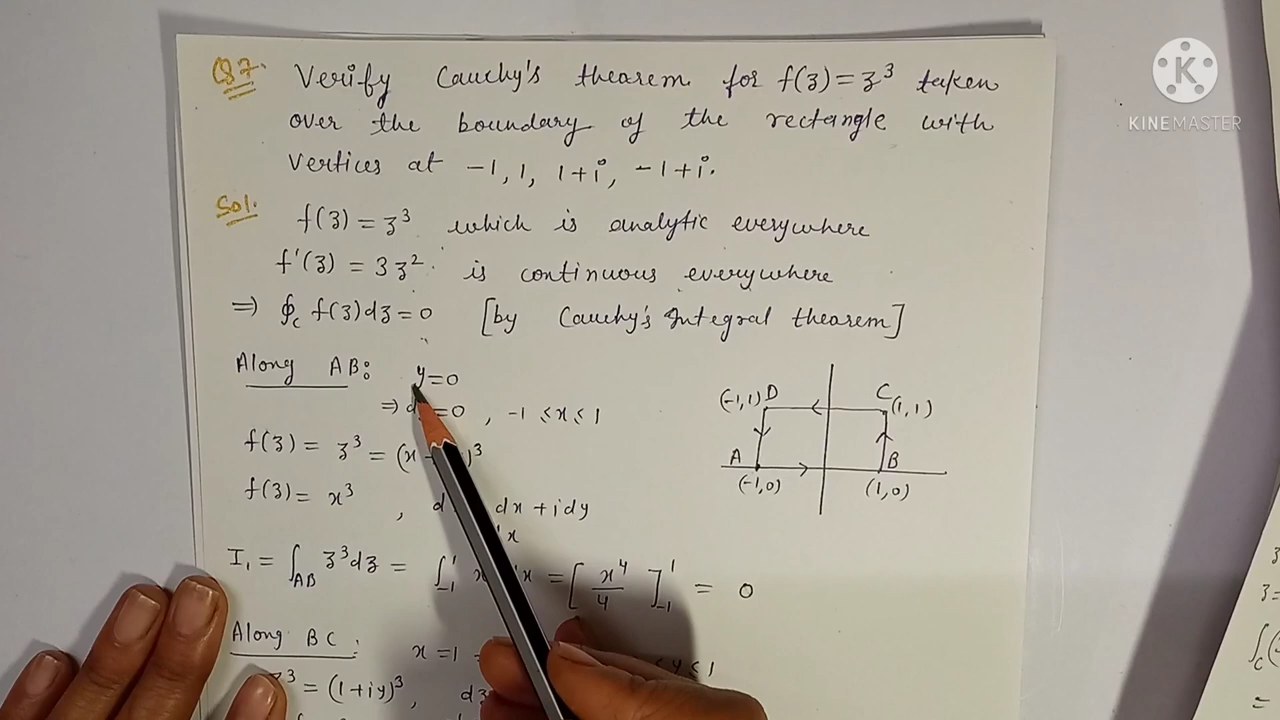 Q7. Verify Cauchy's theorem for f(z) = z³ taken
over the boundary of the rectangle with
vertices at -1, 1, 1+i, -1+i.
Sol. f(z) = z³ which is analytic everywhere
f'(z) = 3z². is continuous everywhere
⇒ ∮c f(z)dz = 0 [by Cauchy's Integral theorem]
Along AB: y=0
⇒ d =0 , -1 ≤ x ≤ 1
f(z) = z³ = (x )³
f(z) = x³ , d dx + idy
x
I₁ = ∫AB z³dz = ∫₋₁¹ x dx = [x⁴/4]₋₁¹ = 0
Along BC: x=1 y ≤ 1
z³ = (1+iy)³ , dz
(-1,1) D C (1,1)
A B
(-1,0) (1,0)
KINEMASTER